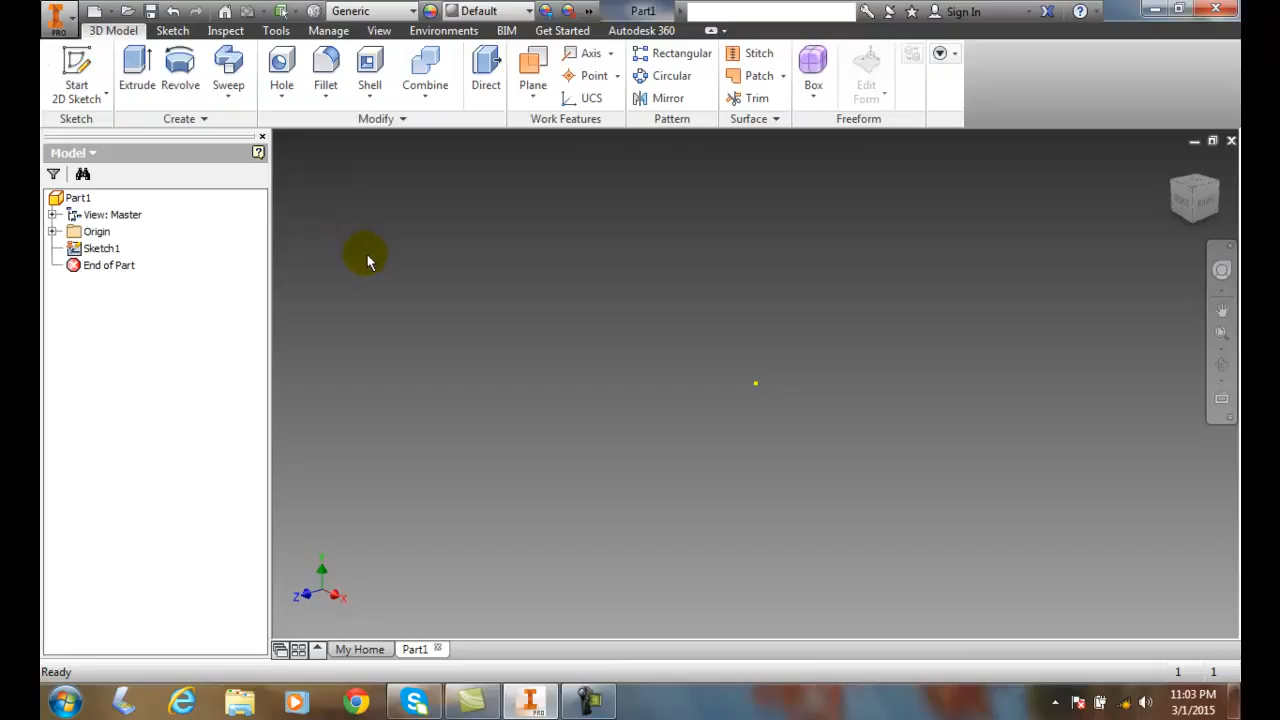 Generic Default Part1 Sign In
PRO 3D Model Sketch Inspect Tools Manage View Environments BIM Get Started Autodesk 360
Start
2D Sketch
Extrude Revolve Sweep
Hole Fillet Shell Combine
Direct
Plane
Axis
Point
UCS
Rectangular
Circular
Mirror
Stitch
Patch
Trim
Box
Edit
Form
Sketch Create Modify Work Features Pattern Surface Freeform
Model
Part1
View: Master
Origin
Sketch1
End of Part
Z X
My Home Part1
Ready 1 1
PRO
11:03 PM
3/1/2015